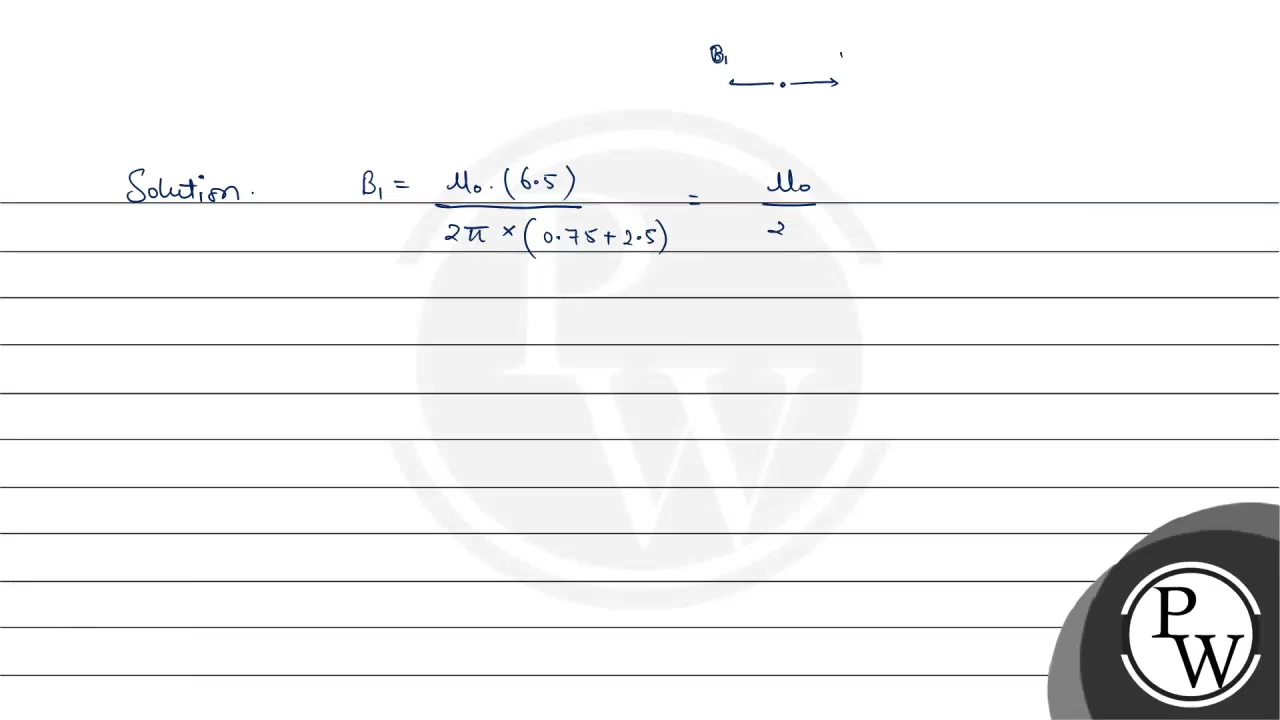 B₁
Solution. B₁ = μ₀. (6.5) / 2π × (0.75 + 2.5) = μ₀ / 2
P
W
PW